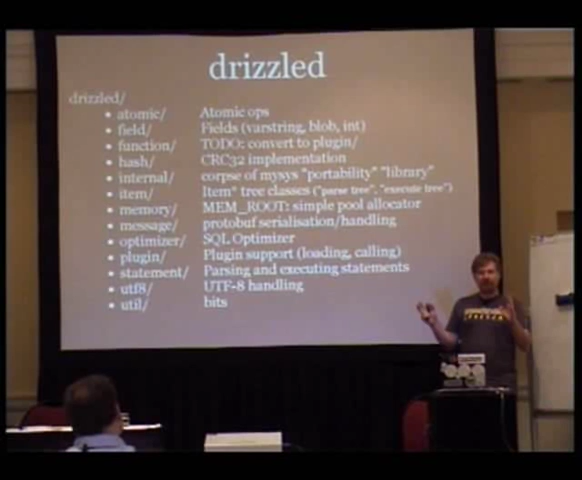 drizzled
drizzled/
• atomic/ Atomic ops
• field/ Fields (varstring, blob, int)
• function/ TODO: convert to plugin/
• hash/ CRC32 implementation
• internal/ corpse of mysys "portability" "library"
• item/ Item* tree classes ("parse tree", "execute tree")
• memory/ MEM_ROOT: simple pool allocator
• message/ protobuf serialisation/handling
• optimizer/ SQL Optimizer
• plugin/ Plugin support (loading, calling)
• statement/ Parsing and executing statements
• utf8/ UTF-8 handling
• util/ bits